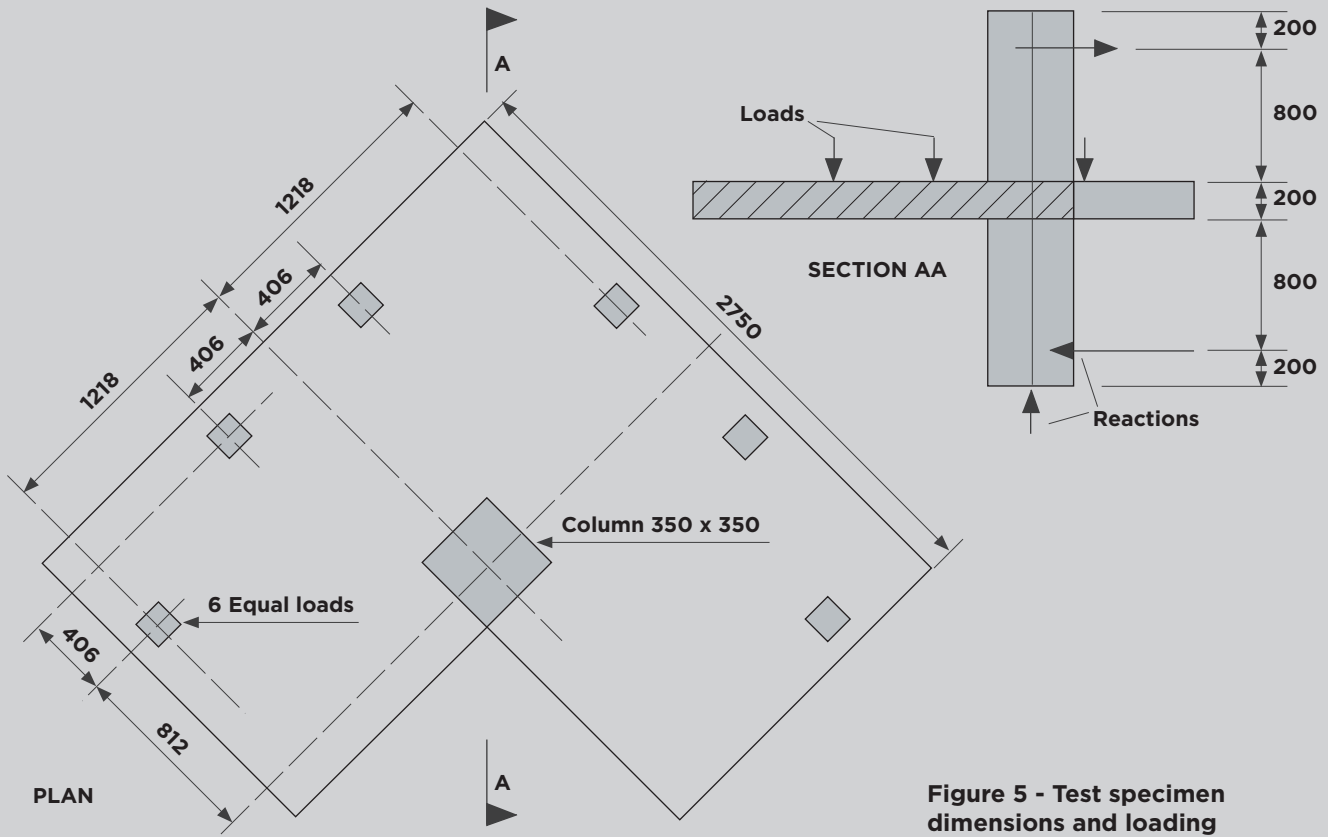 A
200
800
200
800
200
Loads
SECTION AA
Reactions
1218
406
406
1218
2750
Column 350 x 350
6 Equal loads
406
812
A
PLAN
Figure 5 - Test specimen
dimensions and loading